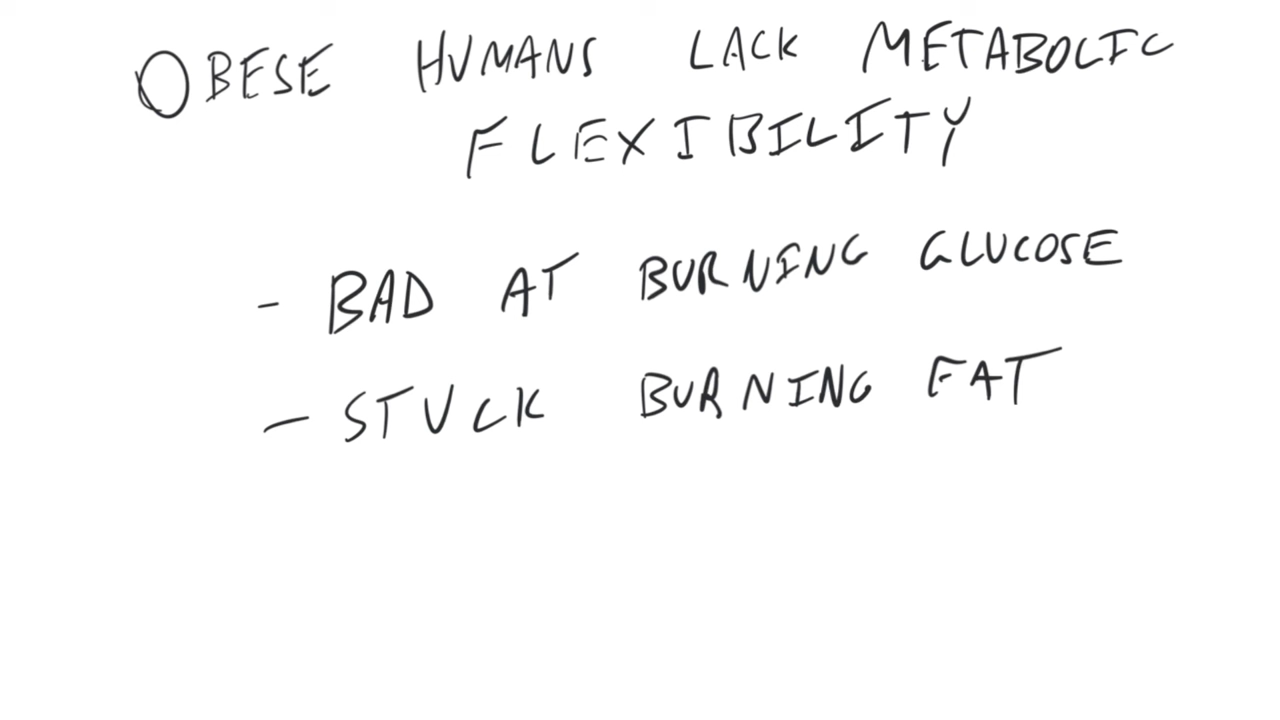 OBESE HUMANS LACK METABOLIC
FLEXIBILITY
- BAD AT BURNING GLUCOSE
- STUCK BURNING FAT